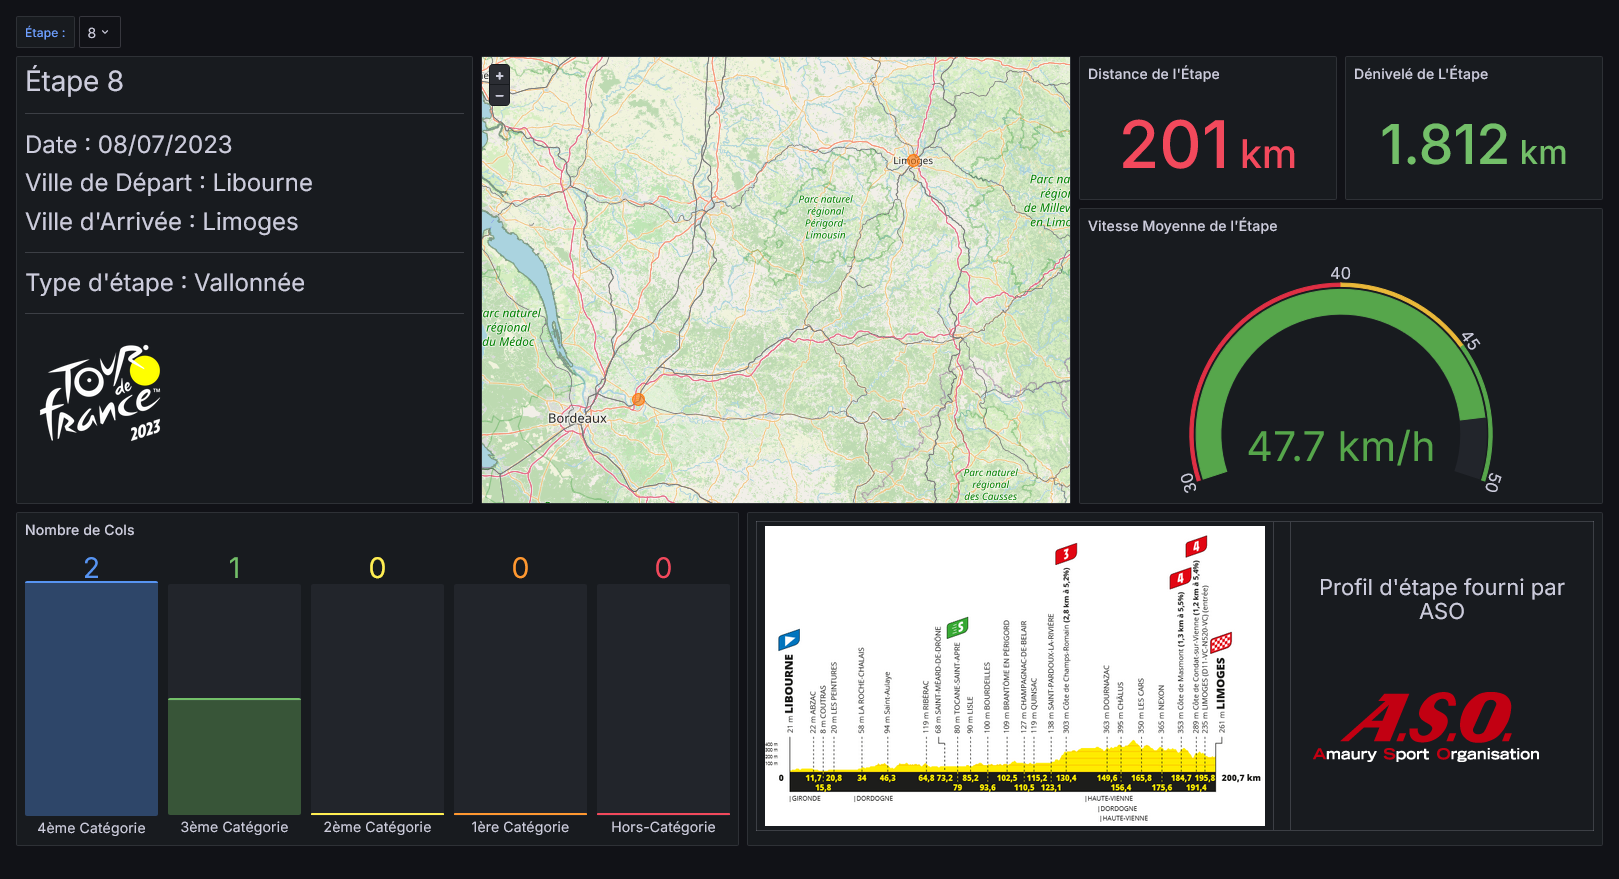 Étape :
8
Étape 8
Date : 08/07/2023
Ville de Départ : Libourne
Ville d'Arrivée : Limoges
Type d'étape : Vallonnée
TOUR
de
france™
2023
+
−
Limoges
Parc naturel
régional
Périgord-
Limousin
Parc na
région
de Millev
en Limo
arc naturel
régional
du Médoc
Bordeaux
Parc naturel
régional
des Causses
Distance de l'Étape
201 km
Dénivelé de L'Étape
1.812 km
Vitesse Moyenne de l'Étape
30
40
45
50
47.7 km/h
Nombre de Cols
2
1
0
0
0
4ème Catégorie
3ème Catégorie
2ème Catégorie
1ère Catégorie
Hors-Catégorie
3
4
4
S
21 m LIBOURNE
22 m ABZAC
8 m COUTRAS
20 m LES PEINTURES
58 m LA ROCHE-CHALAIS
94 m Saint-Aulaye
119 m RIBERAC
68 m SAINT-MÉARD-DE-DRÔNE
80 m TOCANE-SAINT-APRE
90 m LISLE
100 m BOURDEILLES
109 m BRANTÔME EN PÉRIGORD
127 m CHAMPAGNAC-DE-BELAIR
119 m QUINSAC
138 m SAINT-PARDOUX-LA-RIVIÈRE
303 m Côte de Champs-Romain (2,8 km à 5,2%)
363 m DOURNAZAC
395 m CHÂLUS
350 m LES CARS
365 m NEXON
353 m Côte de Masmont (1,3 km à 5,5%)
289 m Côte de Condat-sur-Vienne (1,2 km à 5,4%)
235 m LIMOGES (D11-VC-N520-VC) (entrée)
261 m LIMOGES
400 m
300 m
200 m
100 m
0 11,7 20,8 34 46,3 64,8 73,2 85,2 102,5 115,2 130,4 149,6 165,8 184,7 195,8 200,7 km
15,8 79 93,6 110,5 123,1 156,4 175,6 191,4
|GIRONDE |DORDOGNE |HAUTE-VIENNE
|DORDOGNE
|HAUTE-VIENNE
Profil d'étape fourni par
ASO
A.S.O.
Amaury Sport Organisation